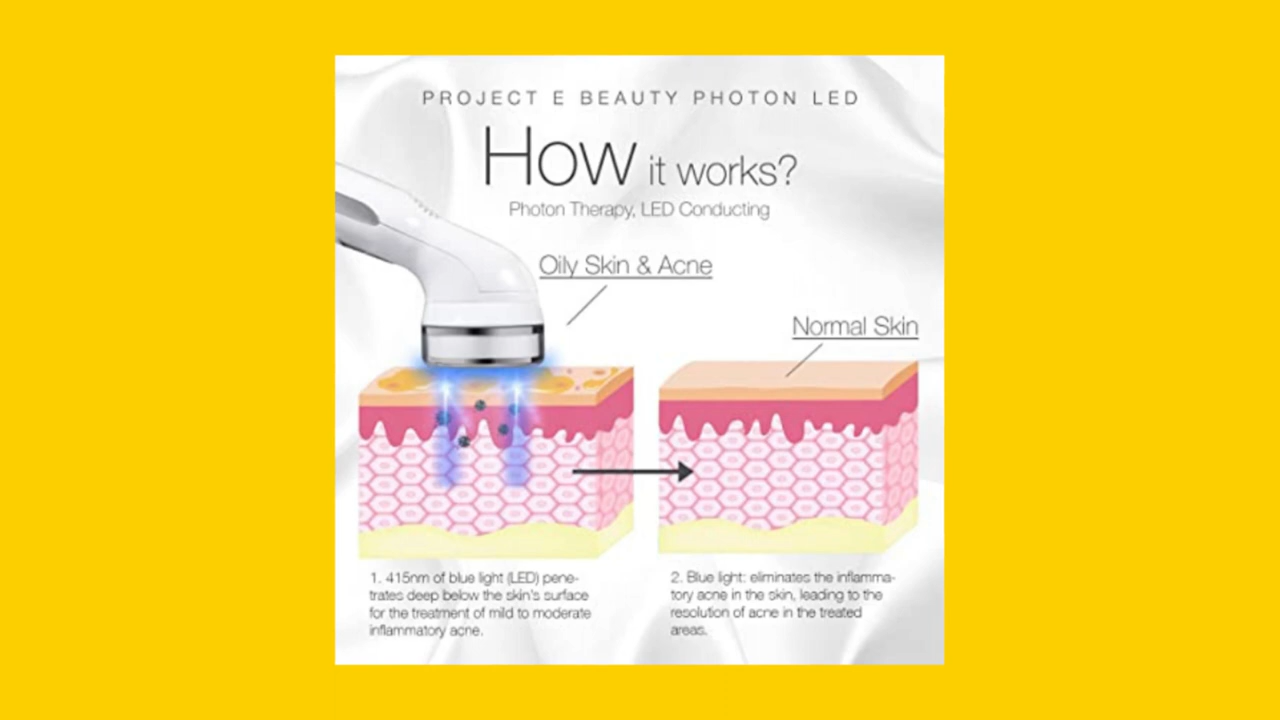 PROJECT E BEAUTY PHOTON LED
How it works?
Photon Therapy, LED Conducting
Oily Skin & Acne
Normal Skin
1. 415nm of blue light (LED) pene-
trates deep below the skin's surface
for the treatment of mild to moderate
inflammatory acne.
2. Blue light: eliminates the inflamma-
tory acne in the skin, leading to the
resolution of acne in the treated
areas.